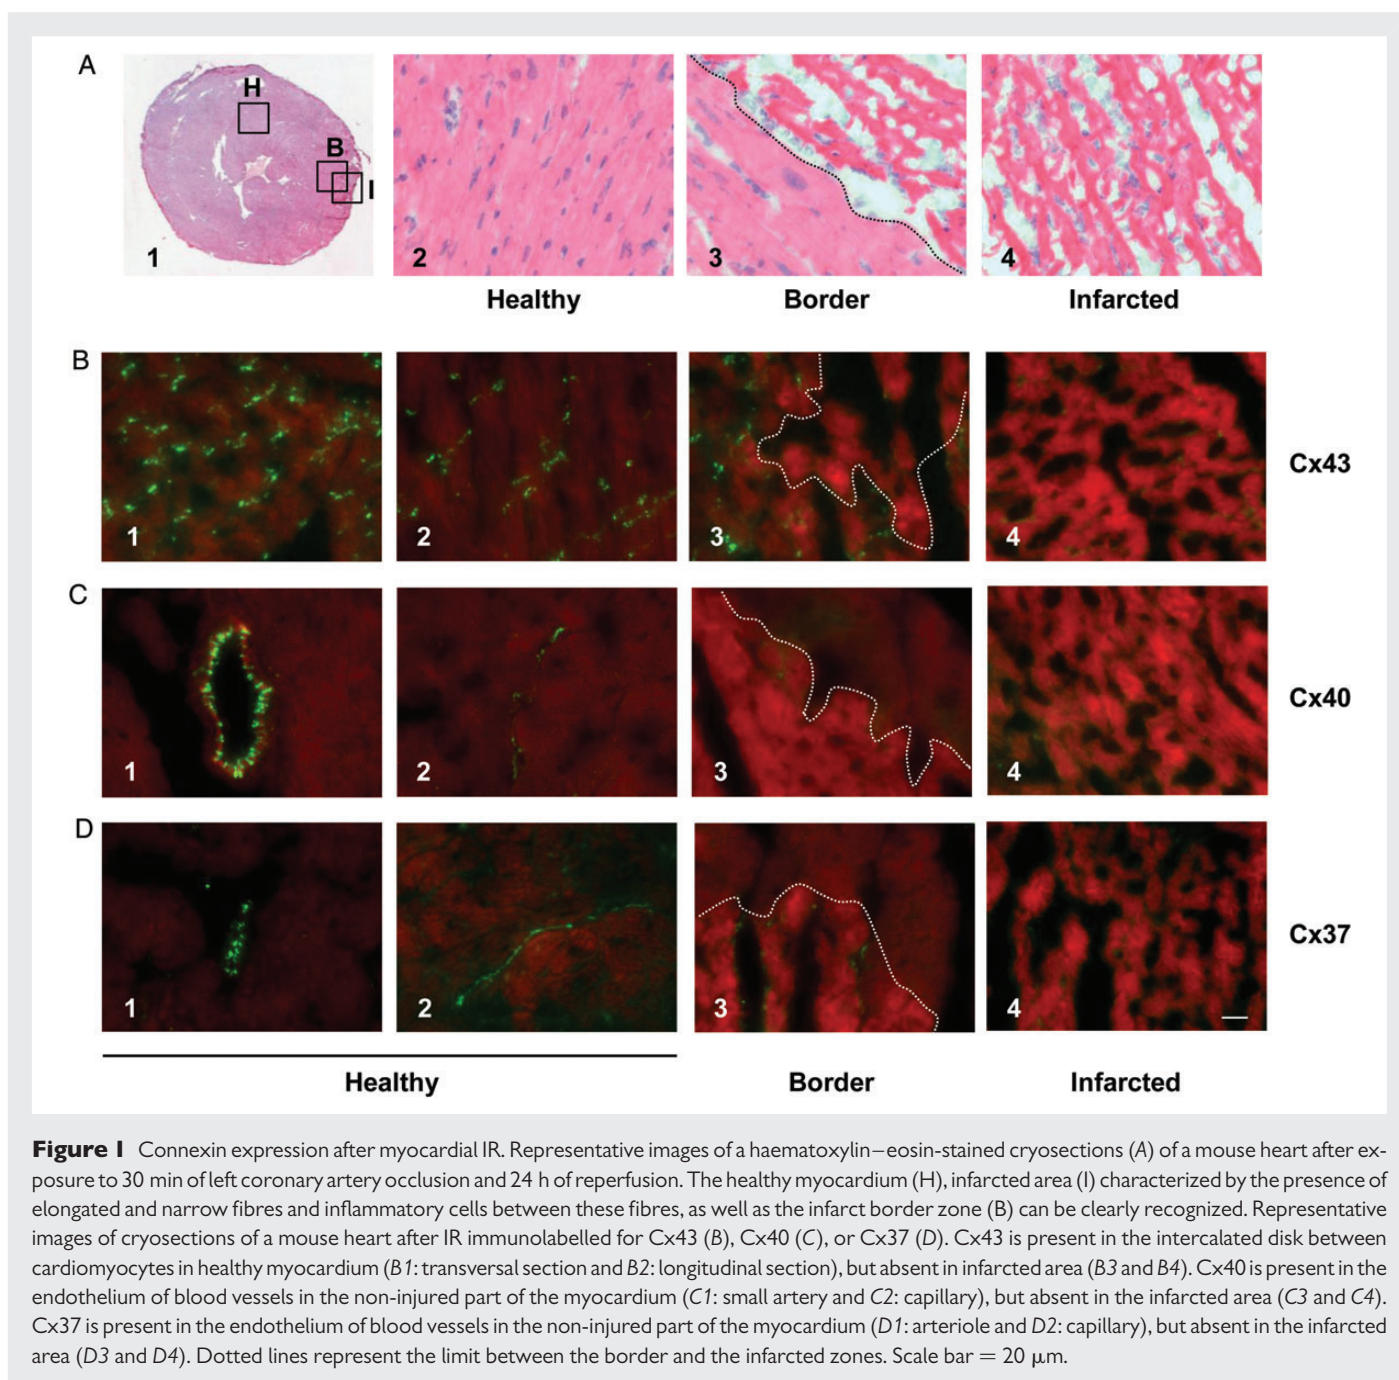 A
H
B
I
1
2
3
4
Healthy
Border
Infarcted
B
1
2
3
4
Cx43
C
1
2
3
4
Cx40
D
1
2
3
4
Cx37
Healthy
Border
Infarcted
Figure 1 Connexin expression after myocardial IR. Representative images of a haematoxylin–eosin-stained cryosections (A) of a mouse heart after ex-
posure to 30 min of left coronary artery occlusion and 24 h of reperfusion. The healthy myocardium (H), infarcted area (I) characterized by the presence of
elongated and narrow fibres and inflammatory cells between these fibres, as well as the infarct border zone (B) can be clearly recognized. Representative
images of cryosections of a mouse heart after IR immunolabelled for Cx43 (B), Cx40 (C), or Cx37 (D). Cx43 is present in the intercalated disk between
cardiomyocytes in healthy myocardium (B1: transversal section and B2: longitudinal section), but absent in infarcted area (B3 and B4). Cx40 is present in the
endothelium of blood vessels in the non-injured part of the myocardium (C1: small artery and C2: capillary), but absent in the infarcted area (C3 and C4).
Cx37 is present in the endothelium of blood vessels in the non-injured part of the myocardium (D1: arteriole and D2: capillary), but absent in the infarcted
area (D3 and D4). Dotted lines represent the limit between the border and the infarcted zones. Scale bar = 20 μm.